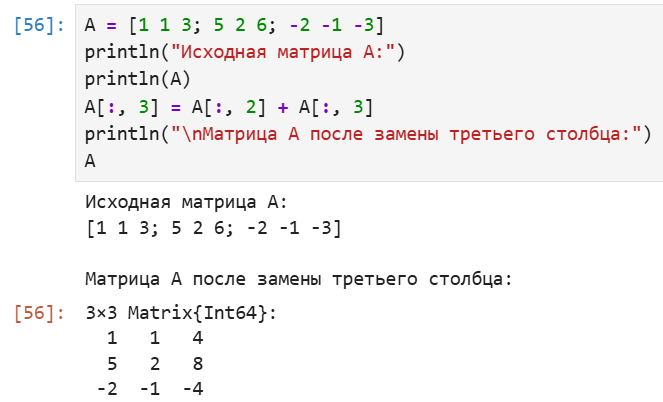 [56]: A = [1 1 3; 5 2 6; -2 -1 -3]
println("Исходная матрица A:")
println(A)
A[:, 3] = A[:, 2] + A[:, 3]
println("\nМатрица A после замены третьего столбца:")
A
Исходная матрица A:
[1 1 3; 5 2 6; -2 -1 -3]
Матрица A после замены третьего столбца:
[56]: 3×3 Matrix{Int64}:
1 1 4
5 2 8
-2 -1 -4